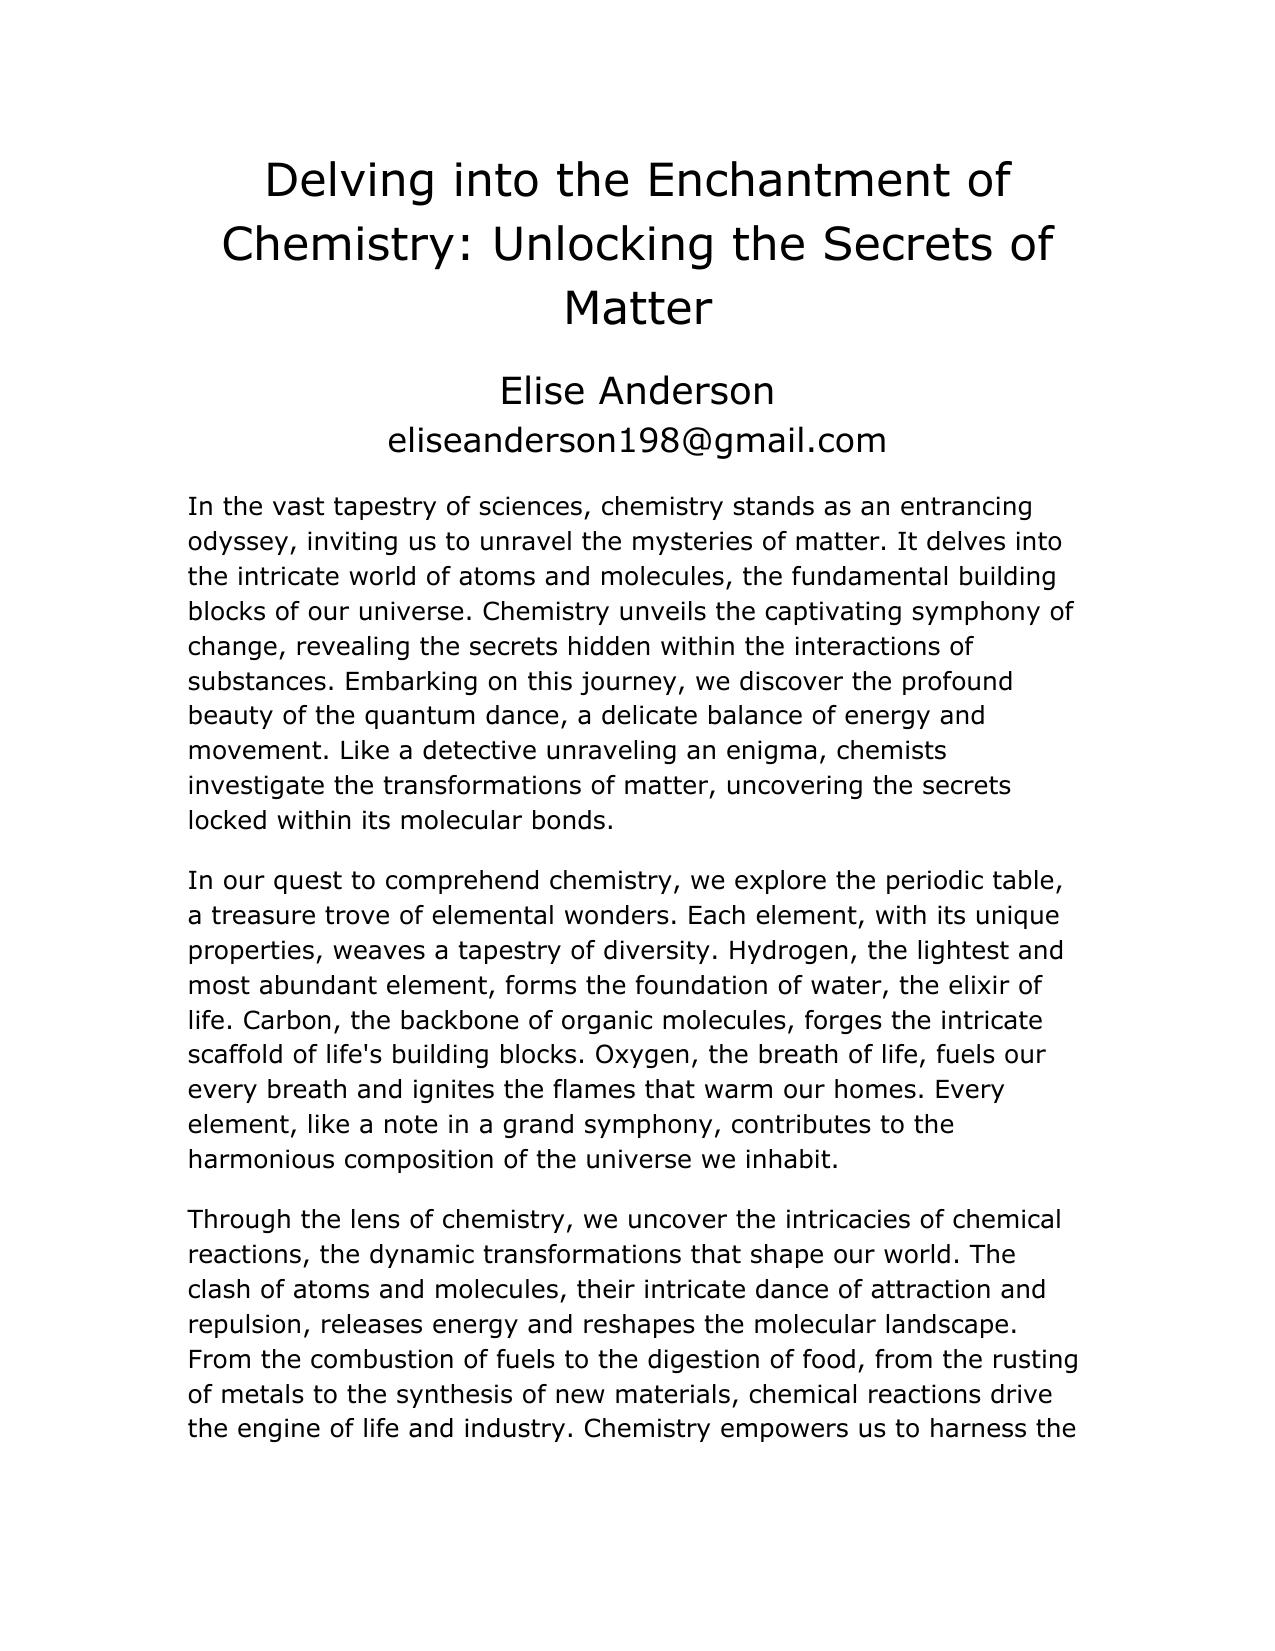 Delving into the Enchantment of
Chemistry: Unlocking the Secrets of
Matter
Elise Anderson
eliseanderson198@gmail.com
In the vast tapestry of sciences, chemistry stands as an entrancing
odyssey, inviting us to unravel the mysteries of matter. It delves into
the intricate world of atoms and molecules, the fundamental building
blocks of our universe. Chemistry unveils the captivating symphony of
change, revealing the secrets hidden within the interactions of
substances. Embarking on this journey, we discover the profound
beauty of the quantum dance, a delicate balance of energy and
movement. Like a detective unraveling an enigma, chemists
investigate the transformations of matter, uncovering the secrets
locked within its molecular bonds.
In our quest to comprehend chemistry, we explore the periodic table,
a treasure trove of elemental wonders. Each element, with its unique
properties, weaves a tapestry of diversity. Hydrogen, the lightest and
most abundant element, forms the foundation of water, the elixir of
life. Carbon, the backbone of organic molecules, forges the intricate
scaffold of life's building blocks. Oxygen, the breath of life, fuels our
every breath and ignites the flames that warm our homes. Every
element, like a note in a grand symphony, contributes to the
harmonious composition of the universe we inhabit.
Through the lens of chemistry, we uncover the intricacies of chemical
reactions, the dynamic transformations that shape our world. The
clash of atoms and molecules, their intricate dance of attraction and
repulsion, releases energy and reshapes the molecular landscape.
From the combustion of fuels to the digestion of food, from the rusting
of metals to the synthesis of new materials, chemical reactions drive
the engine of life and industry. Chemistry empowers us to harness the